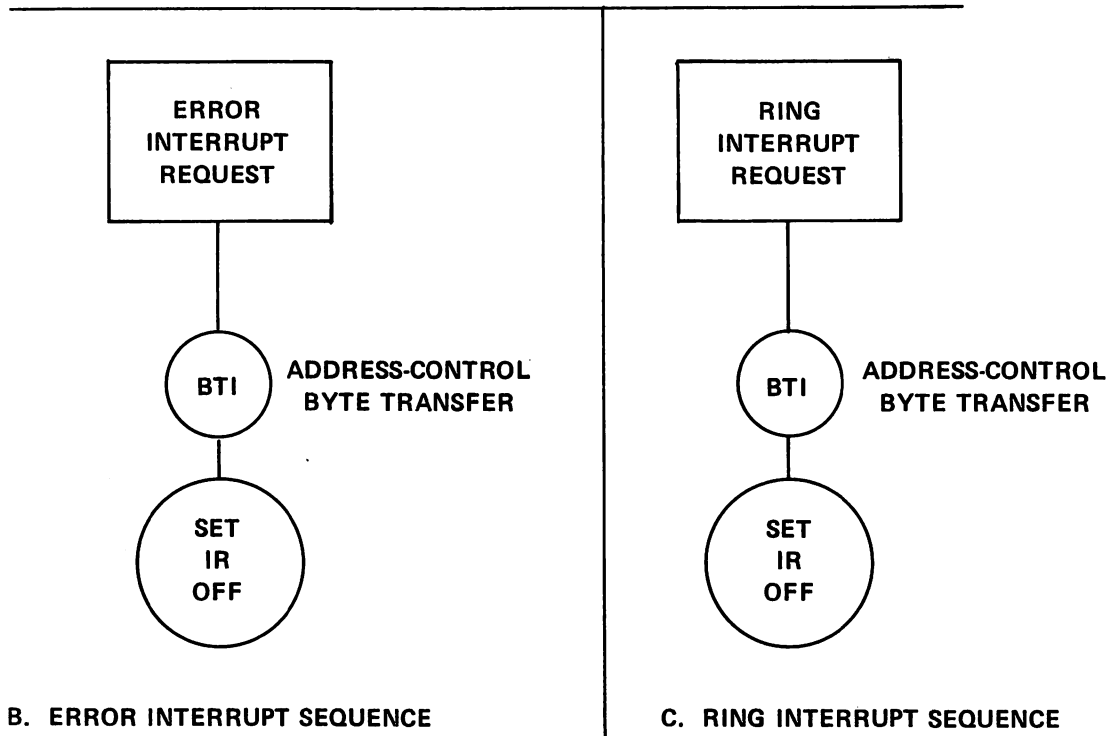 ERROR
INTERRUPT
REQUEST
BTI
ADDRESS-CONTROL
BYTE TRANSFER
SET
IR
OFF
B. ERROR INTERRUPT SEQUENCE
RING
INTERRUPT
REQUEST
BTI
ADDRESS-CONTROL
BYTE TRANSFER
SET
IR
OFF
C. RING INTERRUPT SEQUENCE